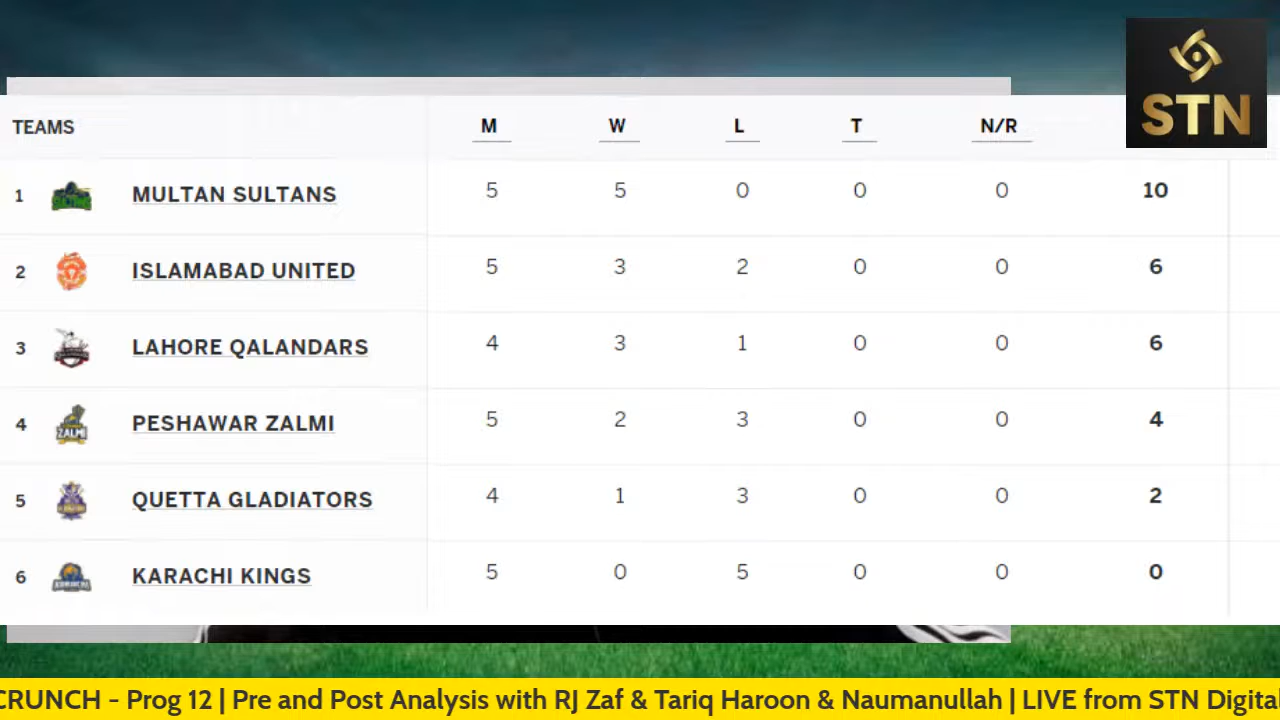 STN
TEAMS M W L T N/R
1 MULTAN SULTANS 5 5 0 0 0 10
2 ISLAMABAD UNITED 5 3 2 0 0 6
3 LAHORE QALANDARS 4 3 1 0 0 6
4 ZALMI PESHAWAR ZALMI 5 2 3 0 0 4
5 QUETTA GLADIATORS 4 1 3 0 0 2
6 KARACHI KINGS 5 0 5 0 0 0
CRUNCH - Prog 12 | Pre and Post Analysis with RJ Zaf & Tariq Haroon & Naumanullah | LIVE from STN Digital